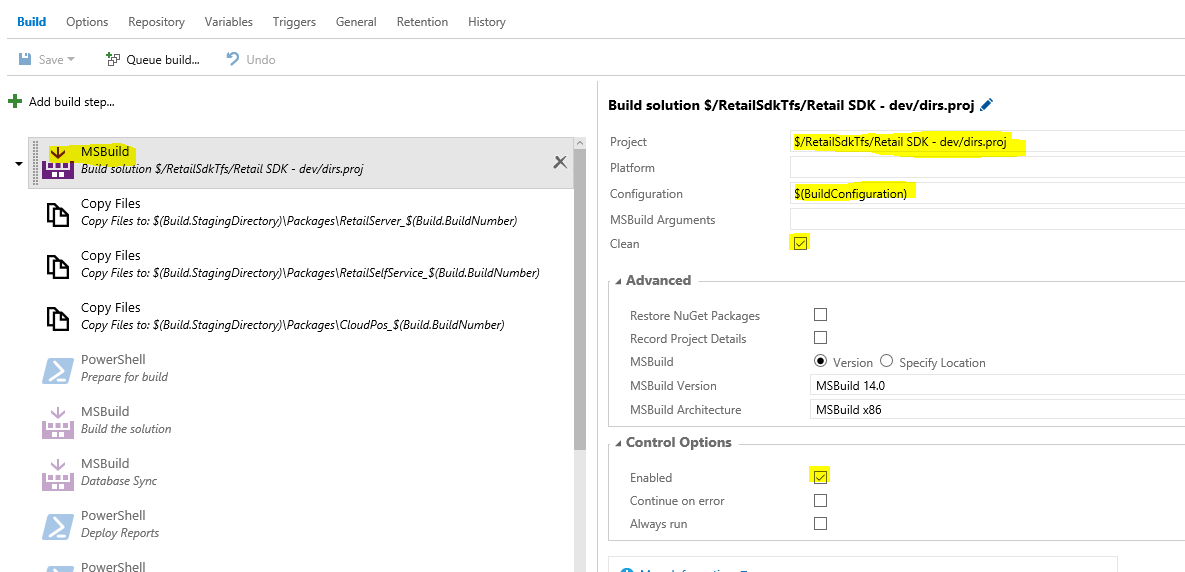 Build Options Repository Variables Triggers General Retention History
Save Queue build... Undo
Add build step...
MSBuild
Build solution $/RetailSdkTfs/Retail SDK - dev/dirs.proj
Copy Files
Copy Files to: $(Build.StagingDirectory)\Packages\RetailServer_$(Build.BuildNumber)
Copy Files
Copy Files to: $(Build.StagingDirectory)\Packages\RetailSelfService_$(Build.BuildNumber)
Copy Files
Copy Files to: $(Build.StagingDirectory)\Packages\CloudPos_$(Build.BuildNumber)
PowerShell
Prepare for build
MSBuild
Build the solution
MSBuild
Database Sync
PowerShell
Deploy Reports
PowerShell
Build solution $/RetailSdkTfs/Retail SDK - dev/dirs.proj
Project $/RetailSdkTfs/Retail SDK - dev/dirs.proj
Platform
Configuration $(BuildConfiguration)
MSBuild Arguments
Clean
Advanced
Restore NuGet Packages
Record Project Details
MSBuild Version Specify Location
MSBuild Version MSBuild 14.0
MSBuild Architecture MSBuild x86
Control Options
Enabled
Continue on error
Always run